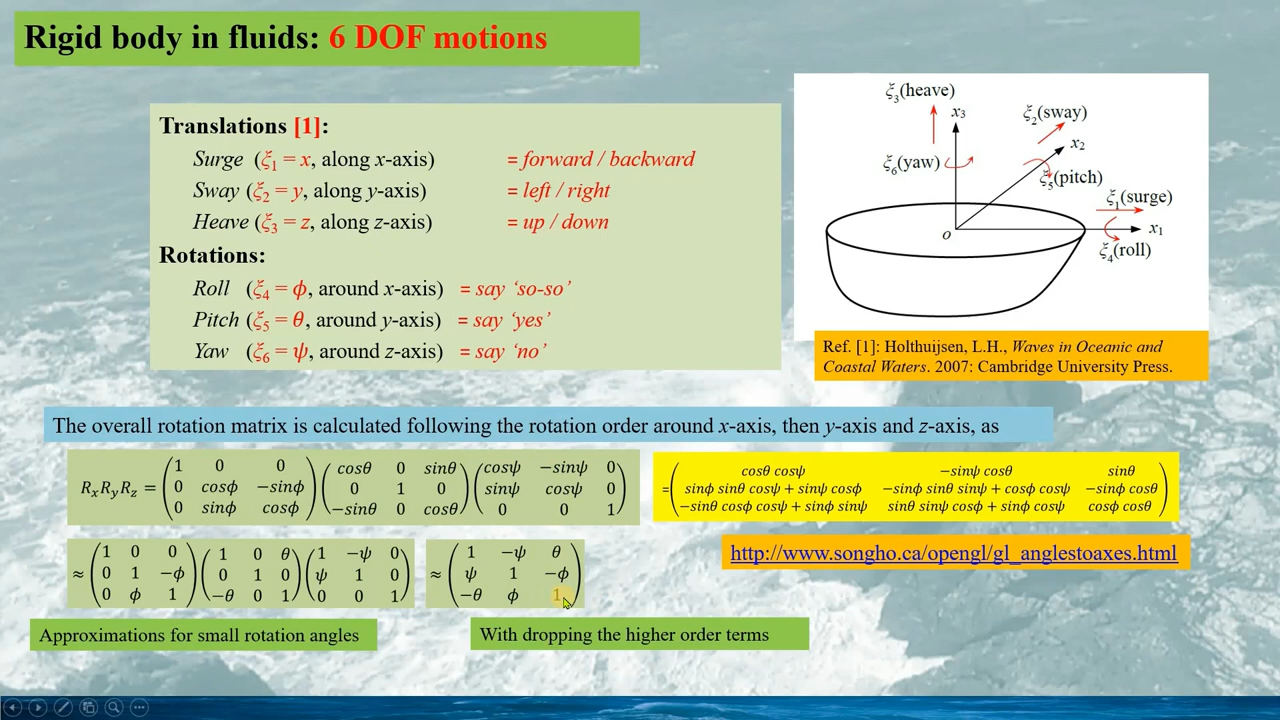 Rigid body in fluids: 6 DOF motions
Translations [1]:
Surge (ξ₁ = x, along x-axis) = forward / backward
Sway (ξ₂ = y, along y-axis) = left / right
Heave (ξ₃ = z, along z-axis) = up / down
Rotations:
Roll (ξ₄ = ϕ, around x-axis) = say ‘so-so’
Pitch (ξ₅ = θ, around y-axis) = say ‘yes’
Yaw (ξ₆ = ψ, around z-axis) = say ‘no’
ξ₃(heave)
x₃
ξ₂(sway)
x₂
ξ₆(yaw)
ξ₅(pitch)
ξ₁(surge)
o
x₁
ξ₄(roll)
Ref. [1]: Holthuijsen, L.H., Waves in Oceanic and
Coastal Waters. 2007: Cambridge University Press.
The overall rotation matrix is calculated following the rotation order around x-axis, then y-axis and z-axis, as
1 0 0 cosθ 0 sinθ cosψ −sinψ 0
RₓRᵧR_z = 0 cosϕ −sinϕ 0 1 0 sinψ cosψ 0
0 sinϕ cosϕ −sinθ 0 cosθ 0 0 1
cosθ cosψ −sinψ cosθ sinθ
= sinϕ sinθ cosψ + sinψ cosϕ −sinϕ sinθ sinψ + cosϕ cosψ −sinϕ cosθ
−sinθ cosϕ cosψ + sinϕ sinψ sinθ sinψ cosϕ + sinϕ cosψ cosϕ cosθ
1 0 0 1 0 θ 1 −ψ 0
≈ 0 1 −ϕ 0 1 0 ψ 1 0
0 ϕ 1 −θ 0 1 0 0 1
1 −ψ θ
≈ ψ 1 −ϕ
−θ ϕ 1
http://www.songho.ca/opengl/gl_anglestoaxes.html
Approximations for small rotation angles
With dropping the higher order terms